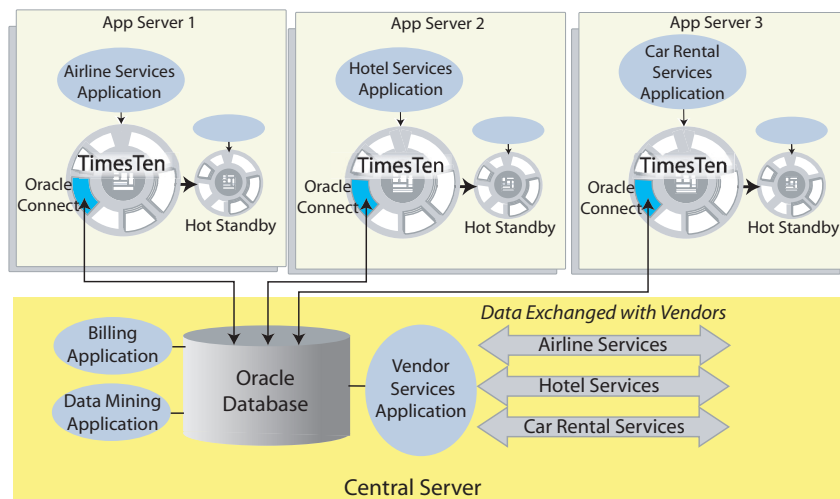 App Server 1
Airline Services
Application
TimesTen
Oracle
Connect
Hot Standby
App Server 2
Hotel Services
Application
TimesTen
Oracle
Connect
Hot Standby
App Server 3
Car Rental
Services
Application
TimesTen
Oracle
Connect
Hot Standby
Billing
Application
Data Mining
Application
Oracle
Database
Vendor
Services
Application
Data Exchanged with Vendors
Airline Services
Hotel Services
Car Rental Services
Central Server